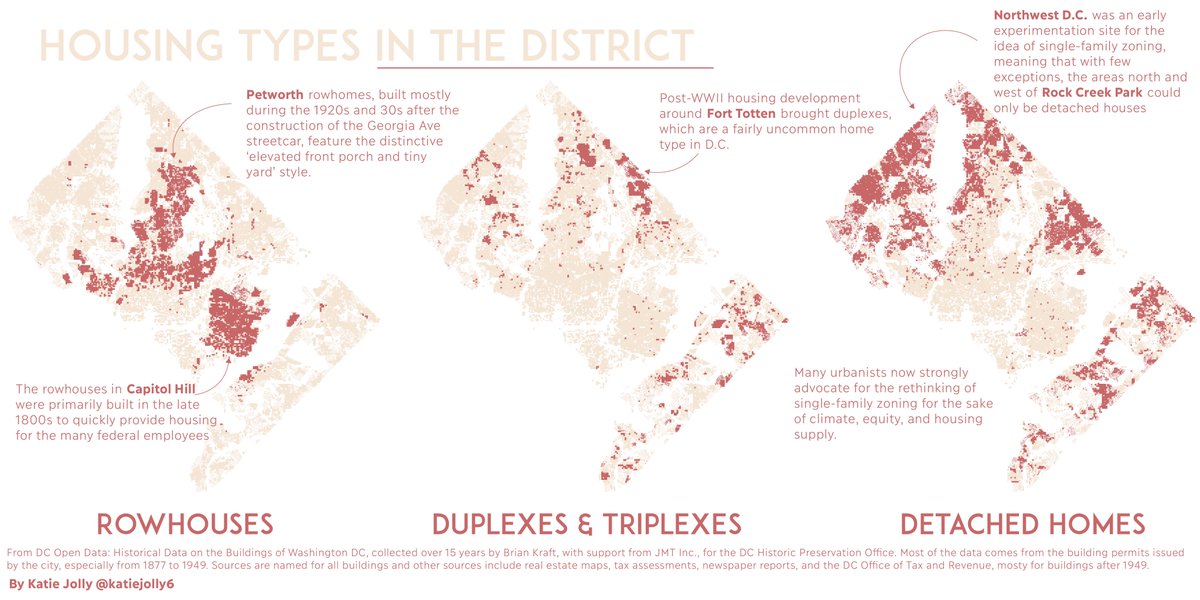 HOUSING TYPES IN THE DISTRICT
Petworth rowhomes, built mostly
during the 1920s and 30s after the
construction of the Georgia Ave
streetcar, feature the distinctive
'elevated front porch and tiny
yard' style.
Post-WWII housing development
around Fort Totten brought duplexes,
which are a fairly uncommon home
type in D.C.
Northwest D.C. was an early
experimentation site for the
idea of single-family zoning,
meaning that with few
exceptions, the areas north and
west of Rock Creek Park could
only be detached houses
The rowhouses in Capitol Hill
were primarily built in the late
1800s to quickly provide housing
for the many federal employees
Many urbanists now strongly
advocate for the rethinking of
single-family zoning for the sake
of climate, equity, and housing
supply.
ROWHOUSES
DUPLEXES & TRIPLEXES
DETACHED HOMES
From DC Open Data: Historical Data on the Buildings of Washington DC, collected over 15 years by Brian Kraft, with support from JMT Inc., for the DC Historic Preservation Office. Most of the data comes from the building permits issued
by the city, especially from 1877 to 1949. Sources are named for all buildings and other sources include real estate maps, tax assessments, newspaper reports, and the DC Office of Tax and Revenue, mosty for buildings after 1949.
By Katie Jolly @katiejolly6